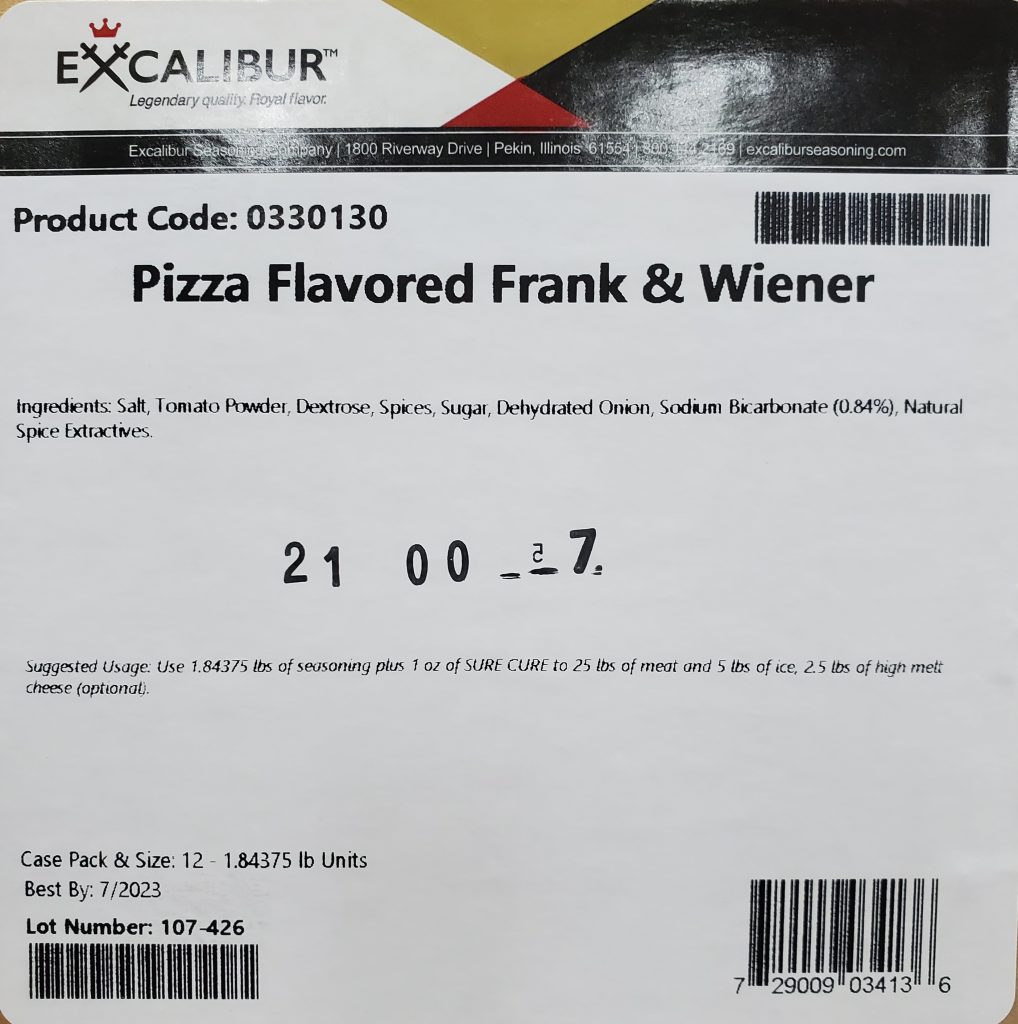 EXCALIBUR™
Legendary quality. Royal flavor.
Excalibur Seasoning Company | 1800 Riverway Drive | Pekin, Illinois 61554 | 800 2169 | excaliburseasoning.com
Product Code: 0330130
Pizza Flavored Frank & Wiener
Ingredients: Salt, Tomato Powder, Dextrose, Spices, Sugar, Dehydrated Onion, Sodium Bicarbonate (0.84%), Natural
Spice Extractives.
21 00 _ 5 7.
Suggested Usage: Use 1.84375 lbs of seasoning plus 1 oz of SURE CURE to 25 lbs of meat and 5 lbs of ice, 2.5 lbs of high melt
cheese (optional).
Case Pack & Size: 12 - 1.84375 lb Units
Best By: 7/2023
Lot Number: 107-426
7 29009 03413 6